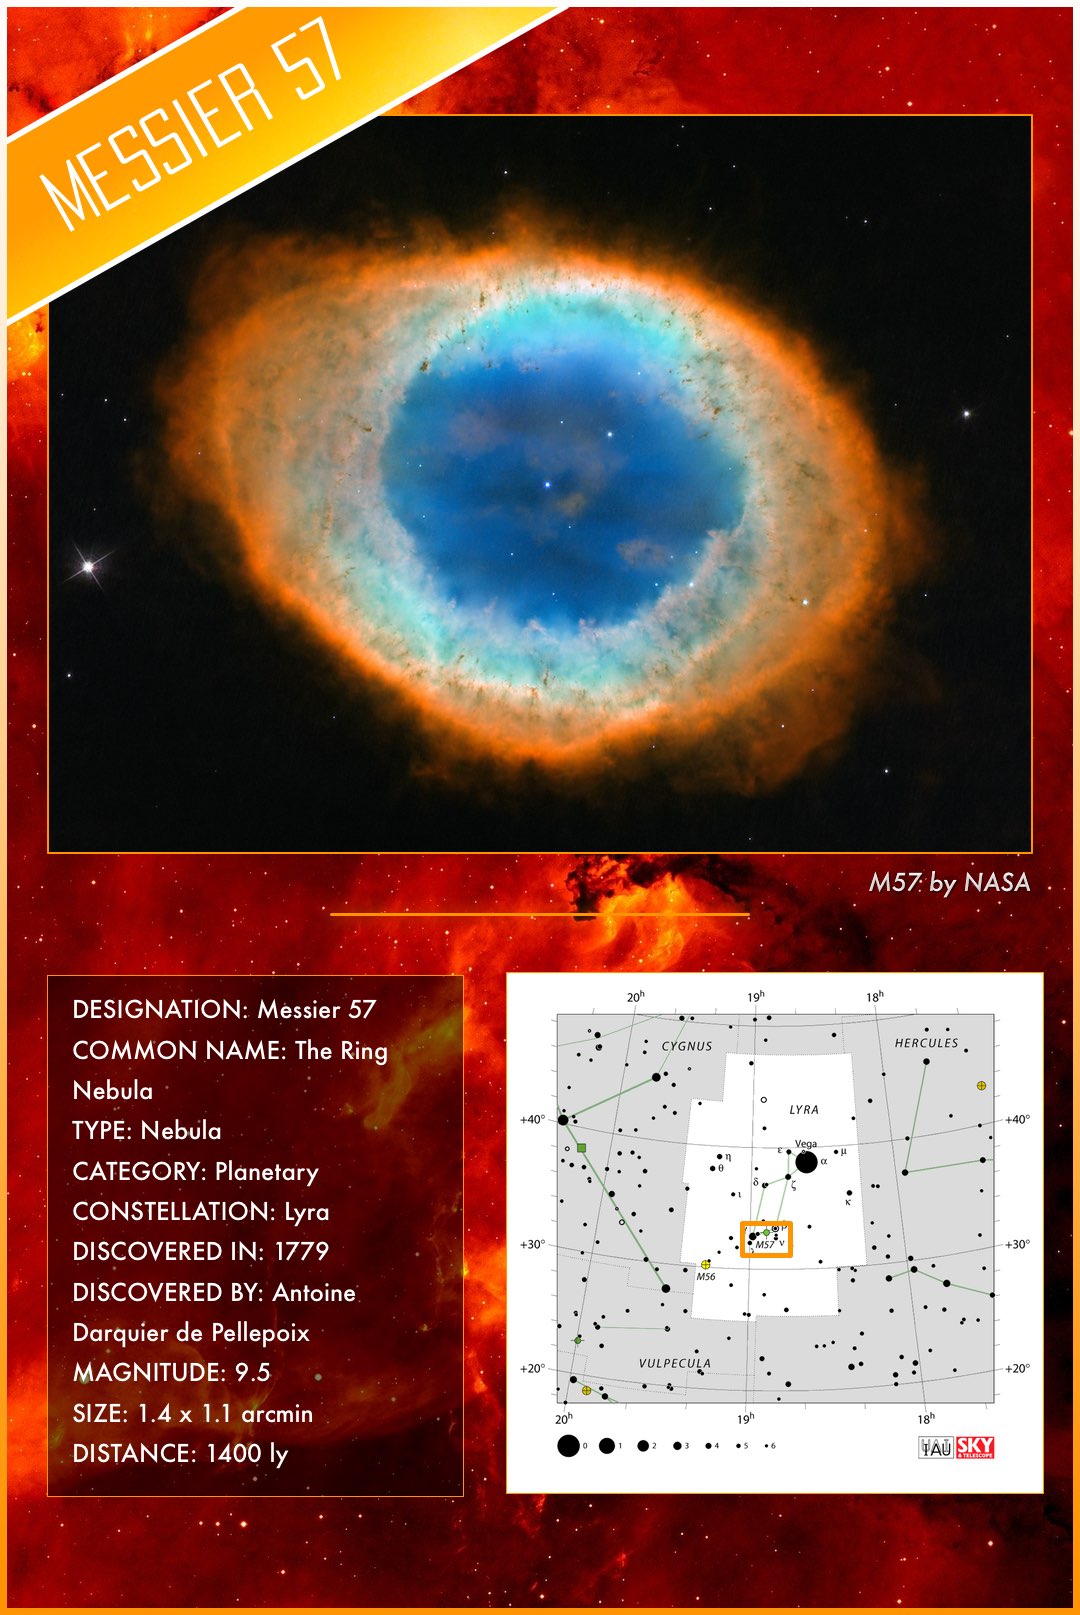 MESSIER 57
M57: by NASA
DESIGNATION: Messier 57
COMMON NAME: The Ring
Nebula
TYPE: Nebula
CATEGORY: Planetary
CONSTELLATION: Lyra
DISCOVERED IN: 1779
DISCOVERED BY: Antoine
Darquier de Pellepoix
MAGNITUDE: 9.5
SIZE: 1.4 x 1.1 arcmin
DISTANCE: 1400 ly
20h 19h 18h
CYGNUS
HERCULES
LYRA
+40° +40°
Vega
ε α μ
η
θ
δ ζ
ι κ
β
M57 ν
+30° +30°
M56
VULPECULA
+20° +20°
20h 19h 18h
0 1 2 3 4 5 6
IAU SKY
& TELESCOPE